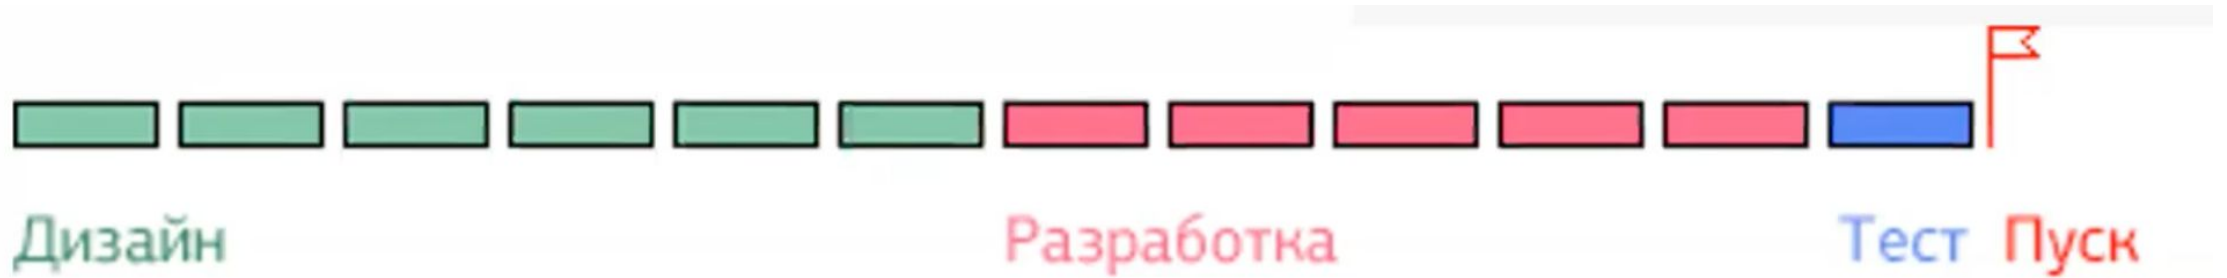 Дизайн Разработка Тест Пуск